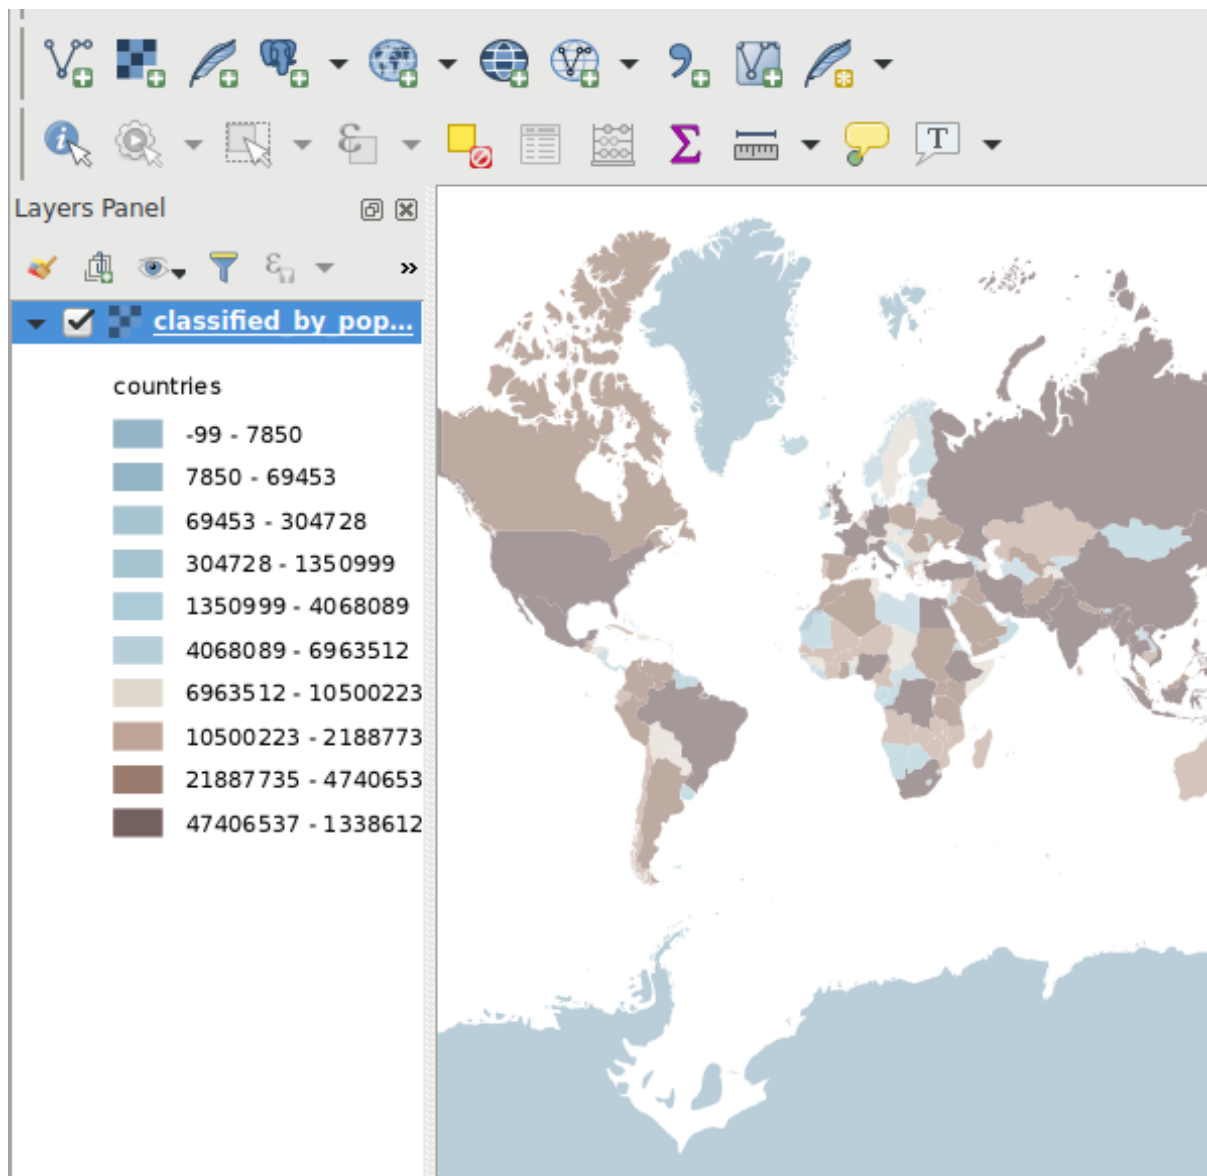 T
Layers Panel
classified_by_pop...
countries
-99 - 7850
7850 - 69453
69453 - 304728
304728 - 1350999
1350999 - 4068089
4068089 - 6963512
6963512 - 10500223
10500223 - 2188773
21887735 - 4740653
47406537 - 1338612